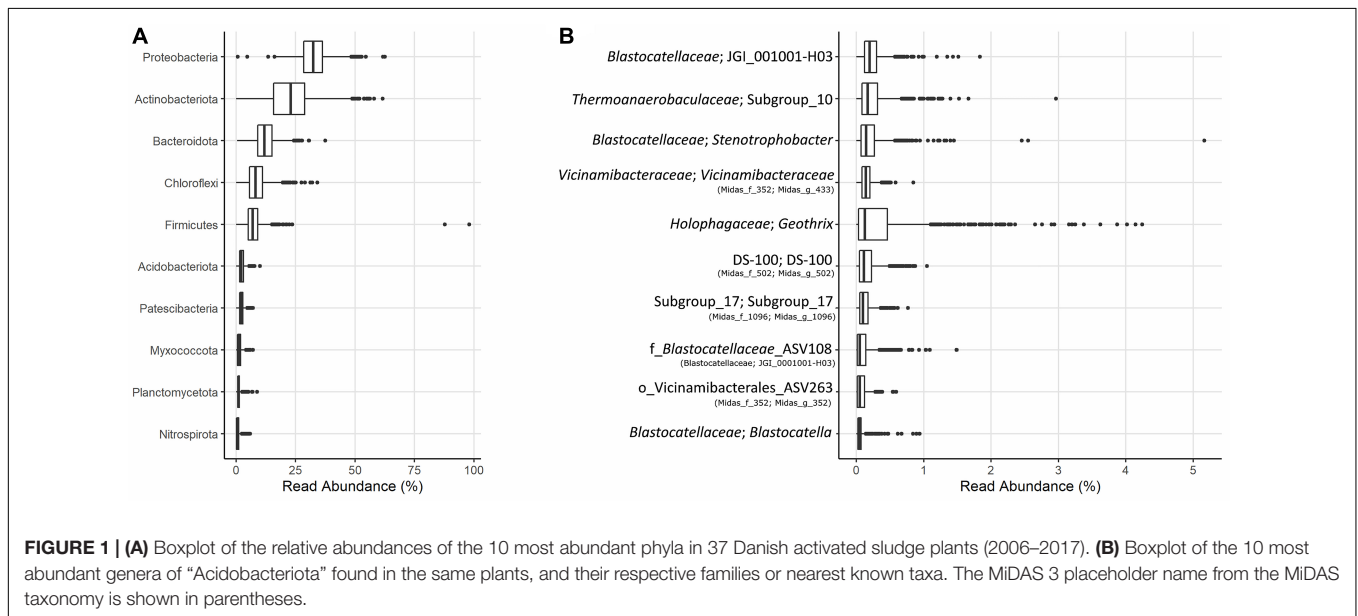 A
Proteobacteria
Actinobacteriota
Bacteroidota
Chloroflexi
Firmicutes
Acidobacteriota
Patescibacteria
Myxococcota
Planctomycetota
Nitrospirota
0 25 50 75 100
Read Abundance (%)
B
Blastocatellaceae; JGI_001001-H03
Thermoanaerobaculaceae; Subgroup_10
Blastocatellaceae; Stenotrophobacter
Vicinamibacteraceae; Vicinamibacteraceae
(Midas_f_352; Midas_g_433)
Holophagaceae; Geothrix
DS-100; DS-100
(Midas_f_502; Midas_g_502)
Subgroup_17; Subgroup_17
(Midas_f_1096; Midas_g_1096)
f_Blastocatellaceae_ASV108
(Blastocatellaceae; JGI_0001001-H03)
o_Vicinamibacterales_ASV263
(Midas_f_352; Midas_g_352)
Blastocatellaceae; Blastocatella
0 1 2 3 4 5
Read Abundance (%)
FIGURE 1 | (A) Boxplot of the relative abundances of the 10 most abundant phyla in 37 Danish activated sludge plants (2006–2017). (B) Boxplot of the 10 most
abundant genera of “Acidobacteriota” found in the same plants, and their respective families or nearest known taxa. The MiDAS 3 placeholder name from the MiDAS
taxonomy is shown in parentheses.